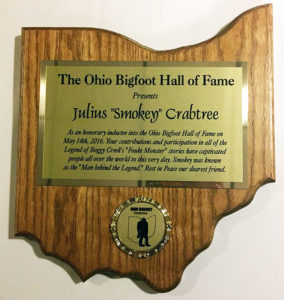 The Ohio Bigfoot Hall of Fame
Presents
Julius "Smokey" Crabtree
As an honorary inductee into the Ohio Bigfoot Hall of Fame on
May 14th, 2016. Your contributions and participation in all of the
Legend of Boggy Creek's "Fouke Monster" stories have captivated
people all over the world to this very day. Smokey was known
as the "Man behind the Legend." Rest in Peace our dearest friend.
OHIO BIGFOOT